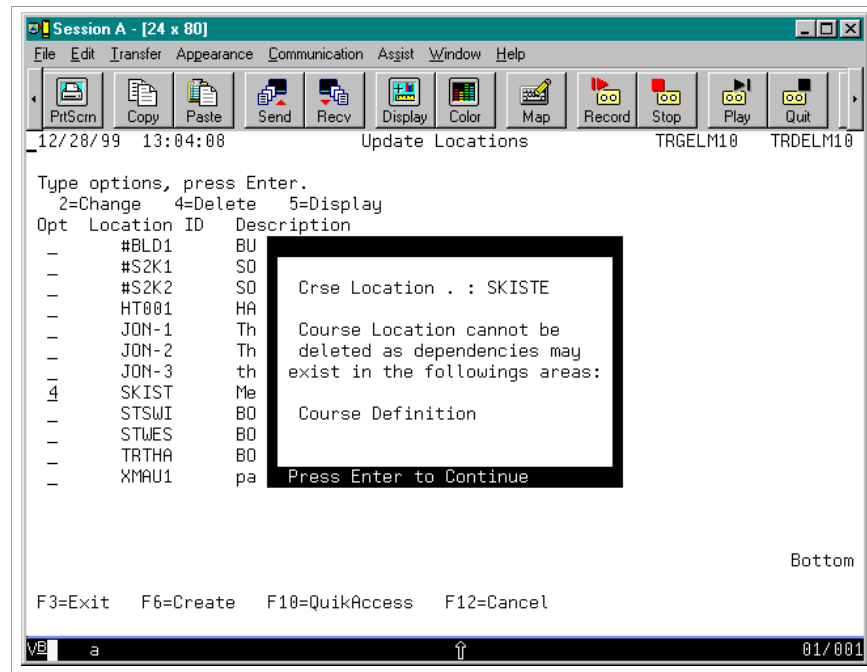 Session A - [24 x 80]
File Edit Transfer Appearance Communication Assist Window Help
PrtScrn Copy Paste Send Recv Display Color Map Record Stop Play Quit
12/28/99 13:04:08 Update Locations TRGELM10 TRDELM10
Type options, press Enter.
2=Change 4=Delete 5=Display
Opt Location ID Description
_ #BLD1 BU
_ #S2K1 SO
_ #S2K2 SO
_ HT001 HA
_ JON-1 Th
_ JON-2 Th
_ JON-3 th
4 SKIST Me
_ STSWI BO
_ STWES BO
_ TRTHA BO
_ XMAU1 pa
Crse Location . : SKISTE
Course Location cannot be
deleted as dependencies may
exist in the followings areas:
Course Definition
Press Enter to Continue
Bottom
F3=Exit F6=Create F10=QuikAccess F12=Cancel
VB a 01/001